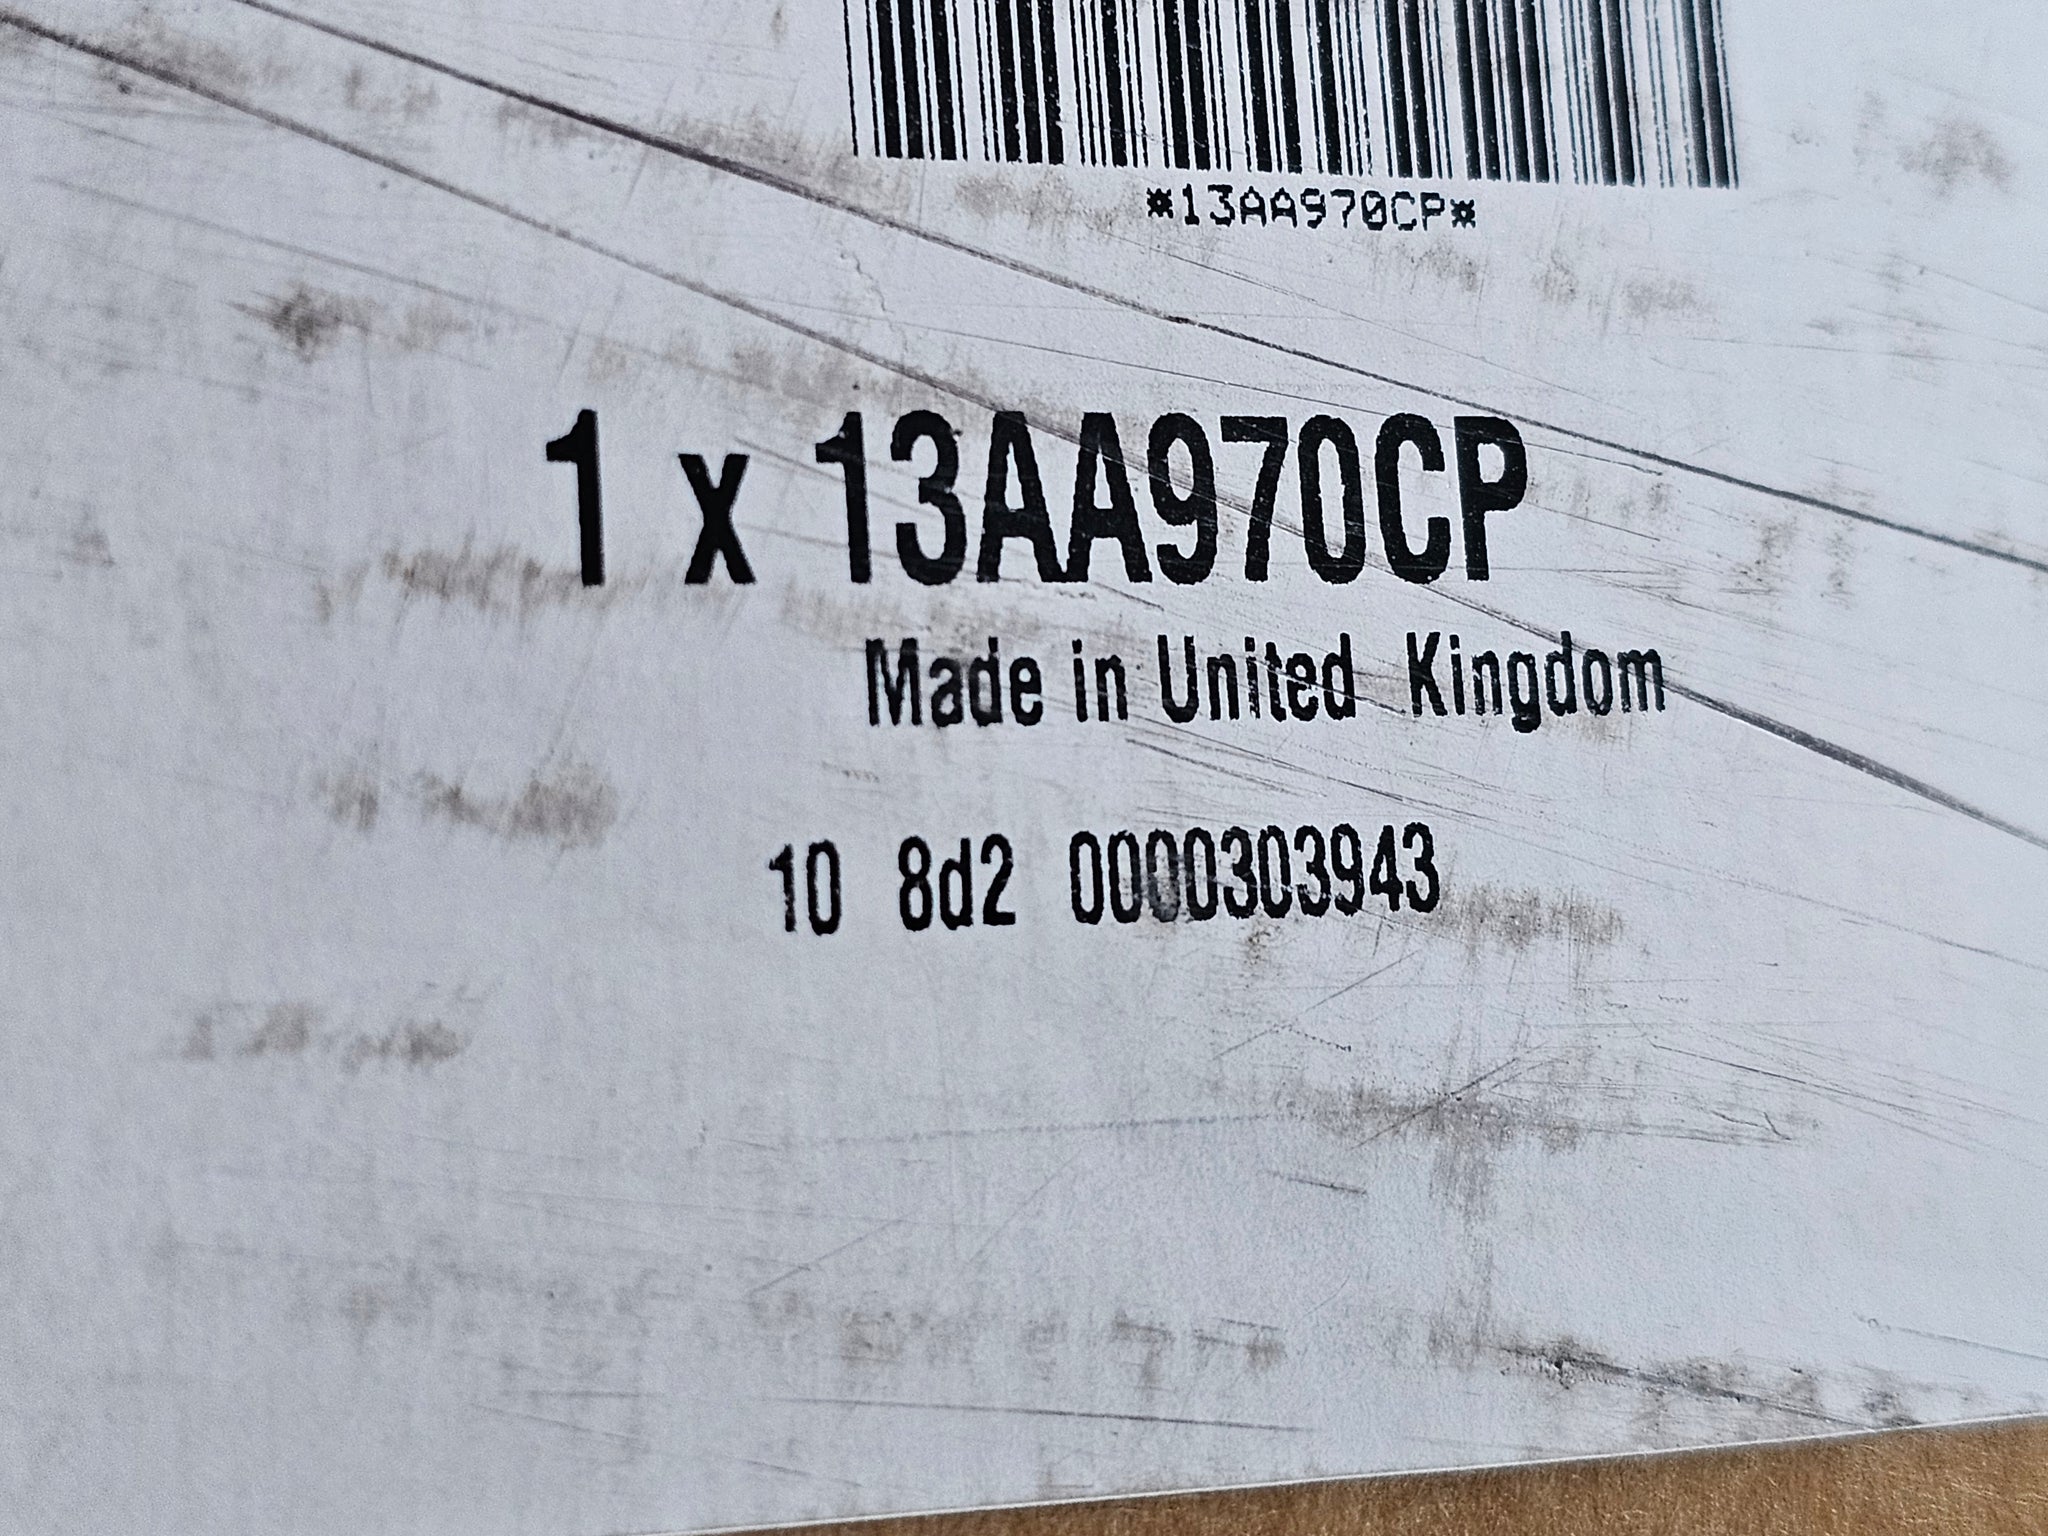 *13AA970CP*
1 x 13AA970CP
Made in United Kingdom
10 8d2 0000303943